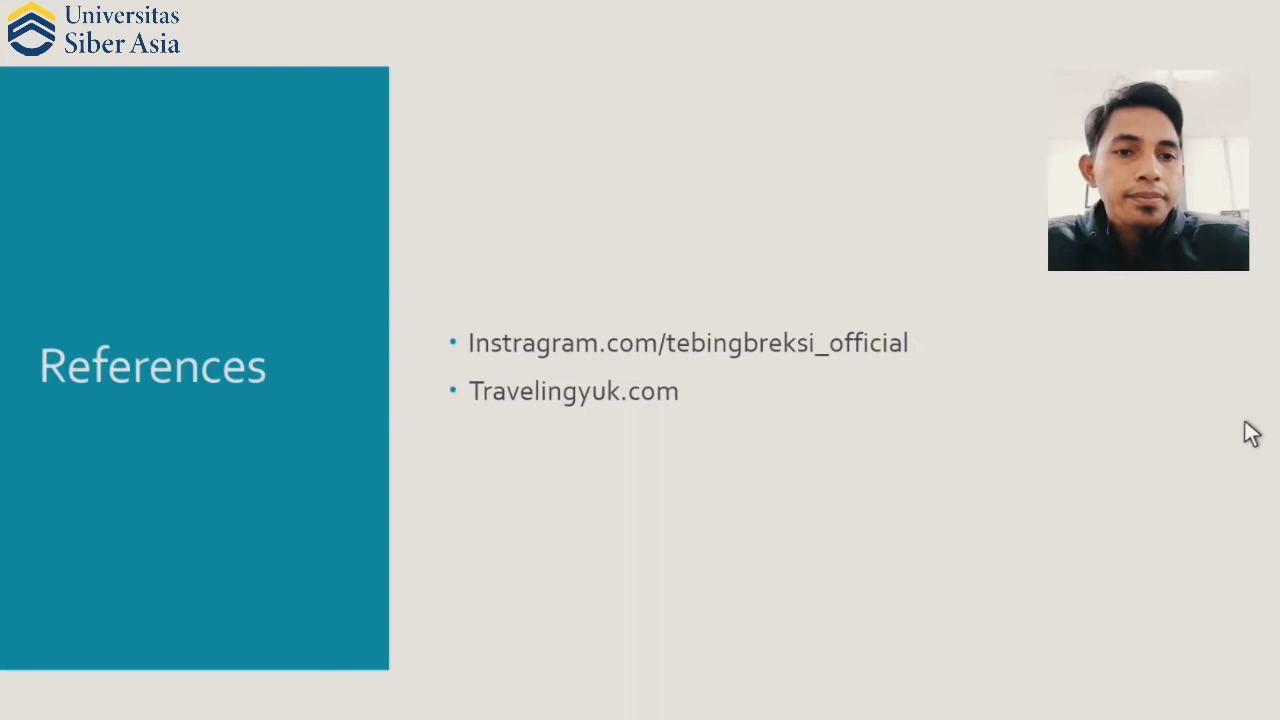 Universitas
Siber Asia
References
• Instragram.com/tebingbreksi_official
• Travelingyuk.com